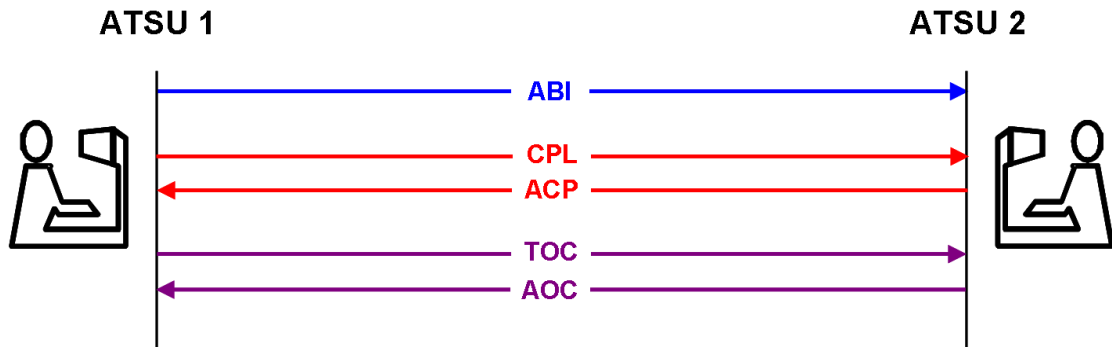 ATSU 1
ATSU 2
ABI
CPL
ACP
TOC
AOC